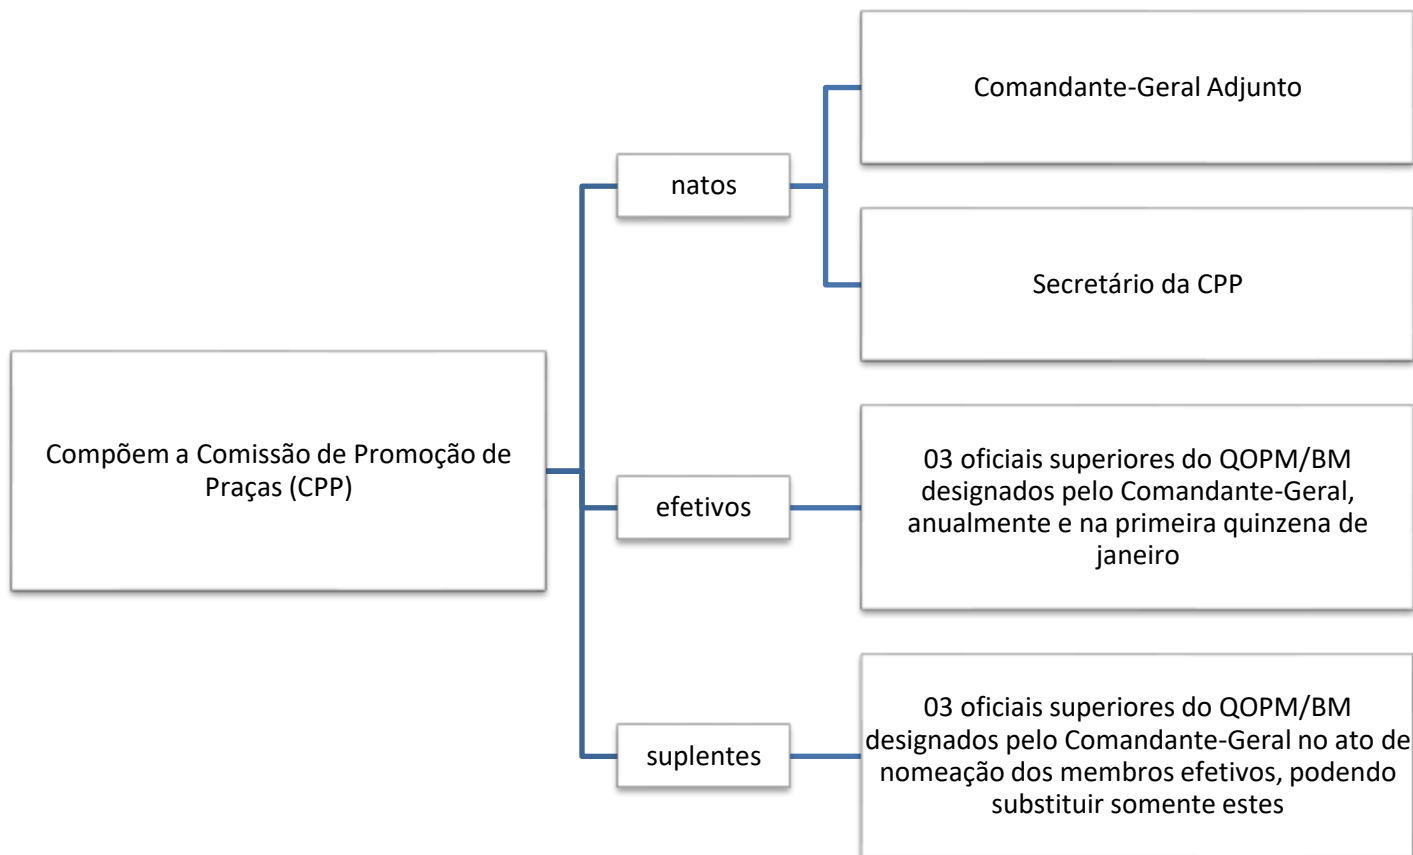 Compõem a Comissão de Promoção de
Praças (CPP)
natos
Comandante-Geral Adjunto
Secretário da CPP
efetivos
03 oficiais superiores do QOPM/BM
designados pelo Comandante-Geral,
anualmente e na primeira quinzena de
janeiro
suplentes
03 oficiais superiores do QOPM/BM
designados pelo Comandante-Geral no ato de
nomeação dos membros efetivos, podendo
substituir somente estes